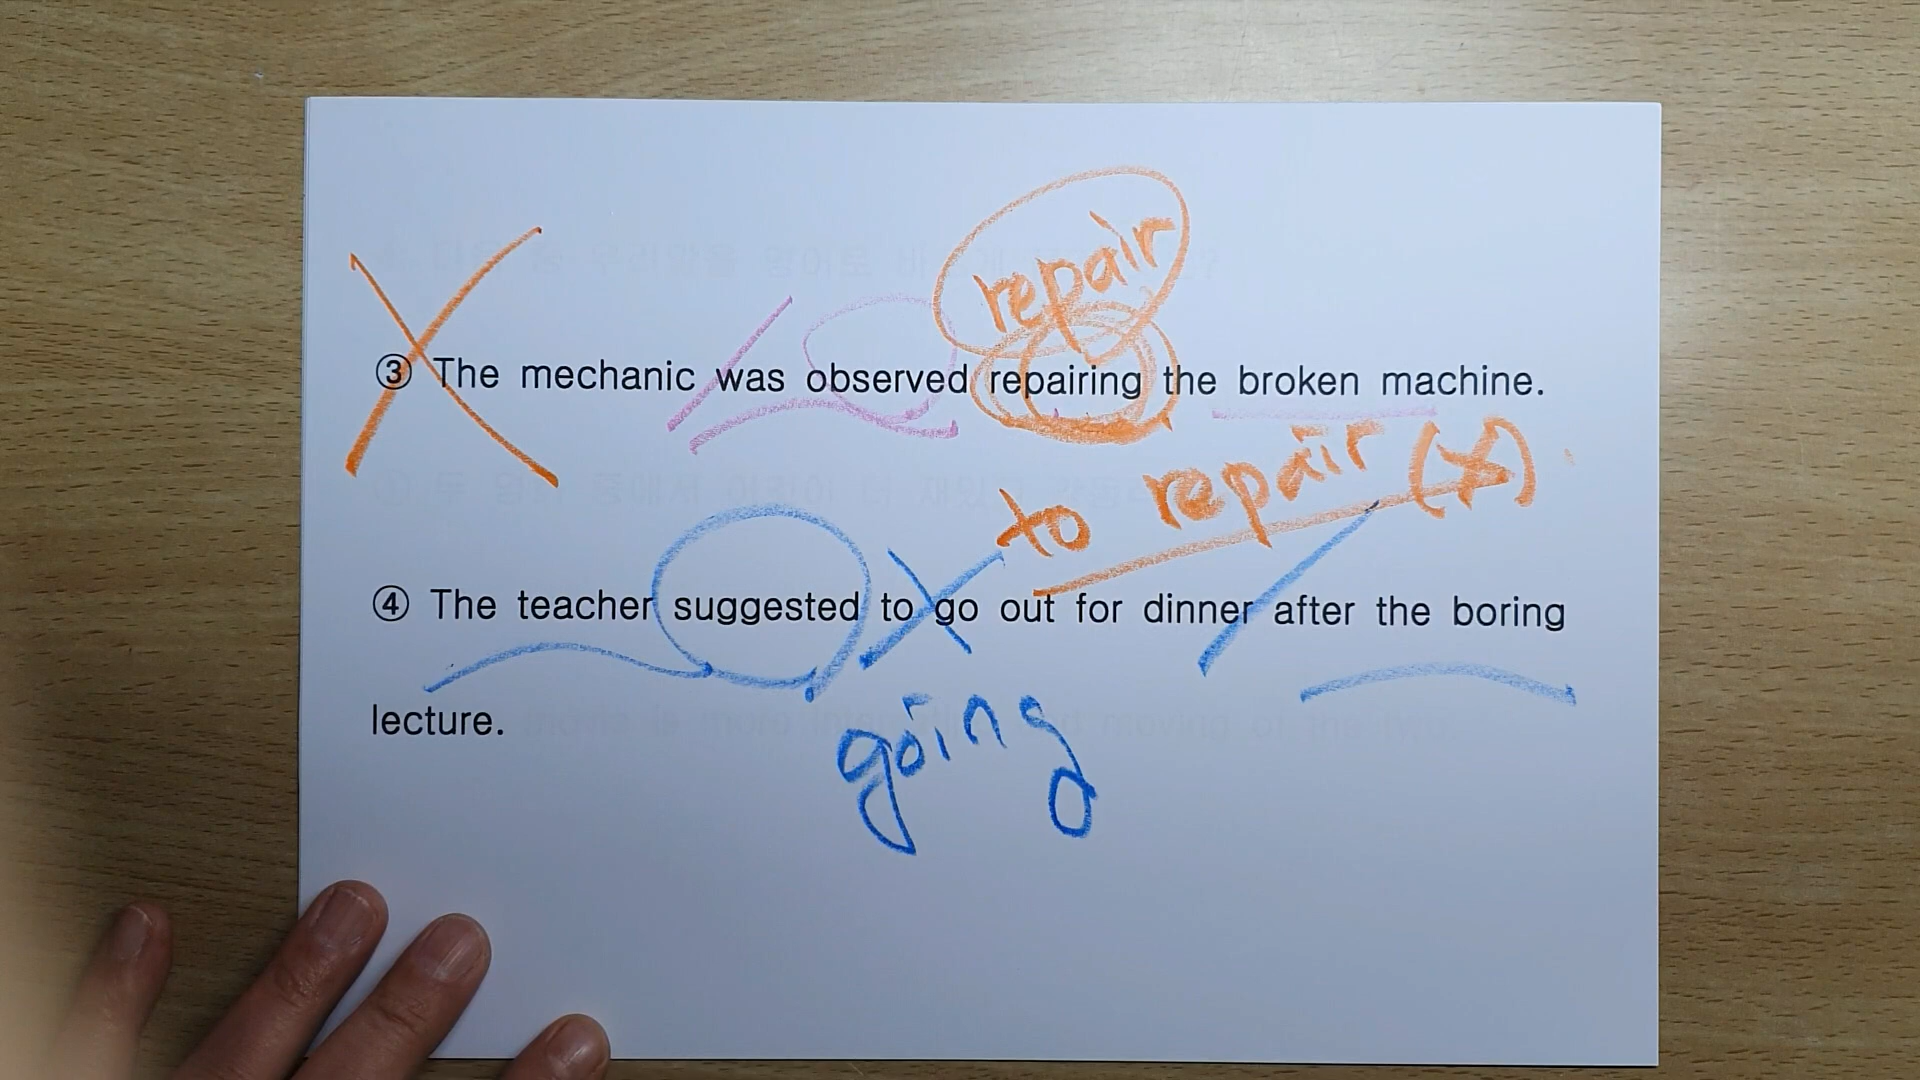 repair
③ The mechanic was observed repairing the broken machine.
to repair (X)
④ The teacher suggested to go out for dinner after the boring
lecture.
going